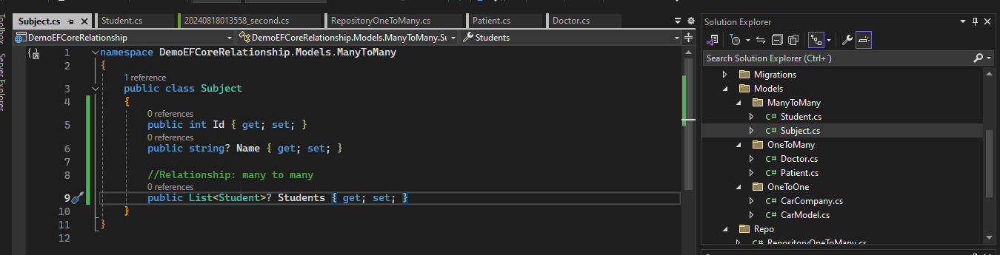 Subject.cs
Student.cs
20240818013558_second.cs
RepositoryOneToMany.cs
Patient.cs
Doctor.cs
DemoEFCoreRelationship
DemoEFCoreRelationship.Models.ManyToMany.Su
Students
Toolbox
Server Explorer
1 namespace DemoEFCoreRelationship.Models.ManyToMany
2 {
1 reference
3 public class Subject
4 {
0 references
5 public int Id { get; set; }
0 references
6 public string? Name { get; set; }
7
8 //Relationship: many to many
0 references
9 public List<Student>? Students { get; set; }
10 }
11 }
12
Solution Explorer
Search Solution Explorer (Ctrl+´)
Migrations
Models
ManyToMany
C# Student.cs
C# Subject.cs
OneToMany
C# Doctor.cs
C# Patient.cs
OneToOne
C# CarCompany.cs
C# CarModel.cs
Repo
C# RepositoryOneToMany.cs